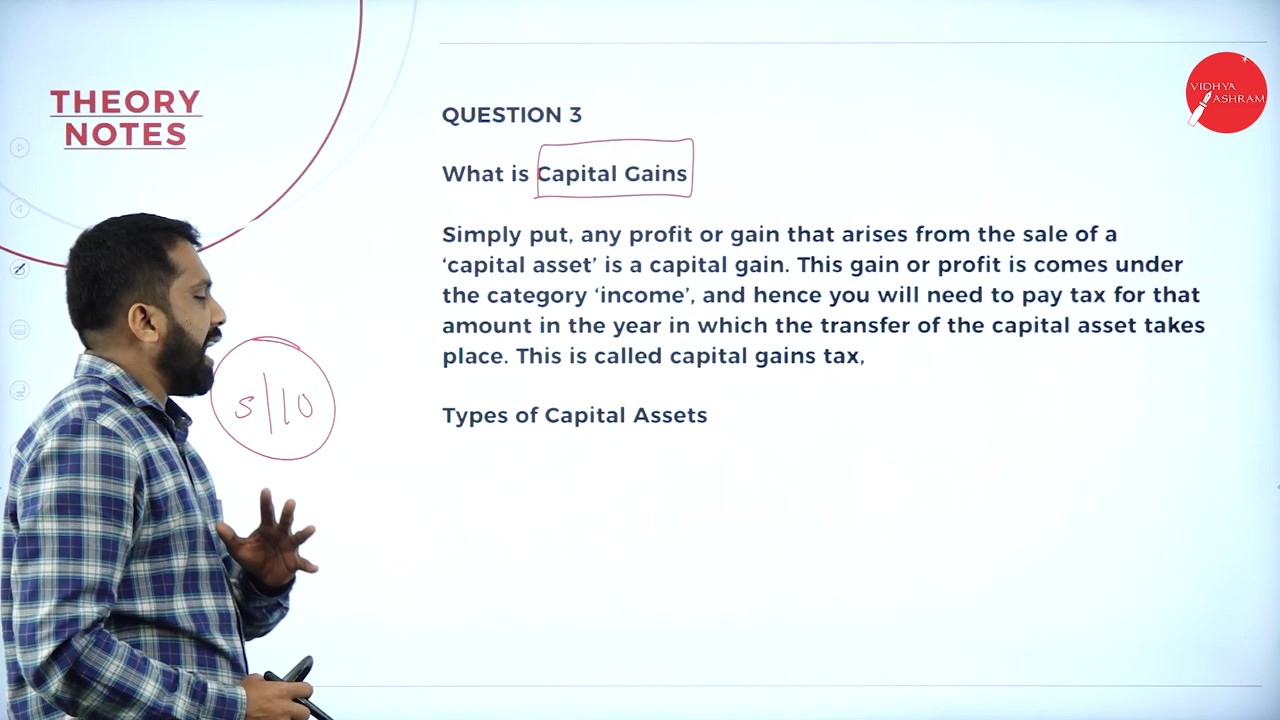 THEORY
NOTES
VIDHYA
ASHRAM
QUESTION 3
What is Capital Gains
Simply put, any profit or gain that arises from the sale of a
‘capital asset’ is a capital gain. This gain or profit is comes under
the category ‘income’, and hence you will need to pay tax for that
amount in the year in which the transfer of the capital asset takes
place. This is called capital gains tax,
5/10
Types of Capital Assets